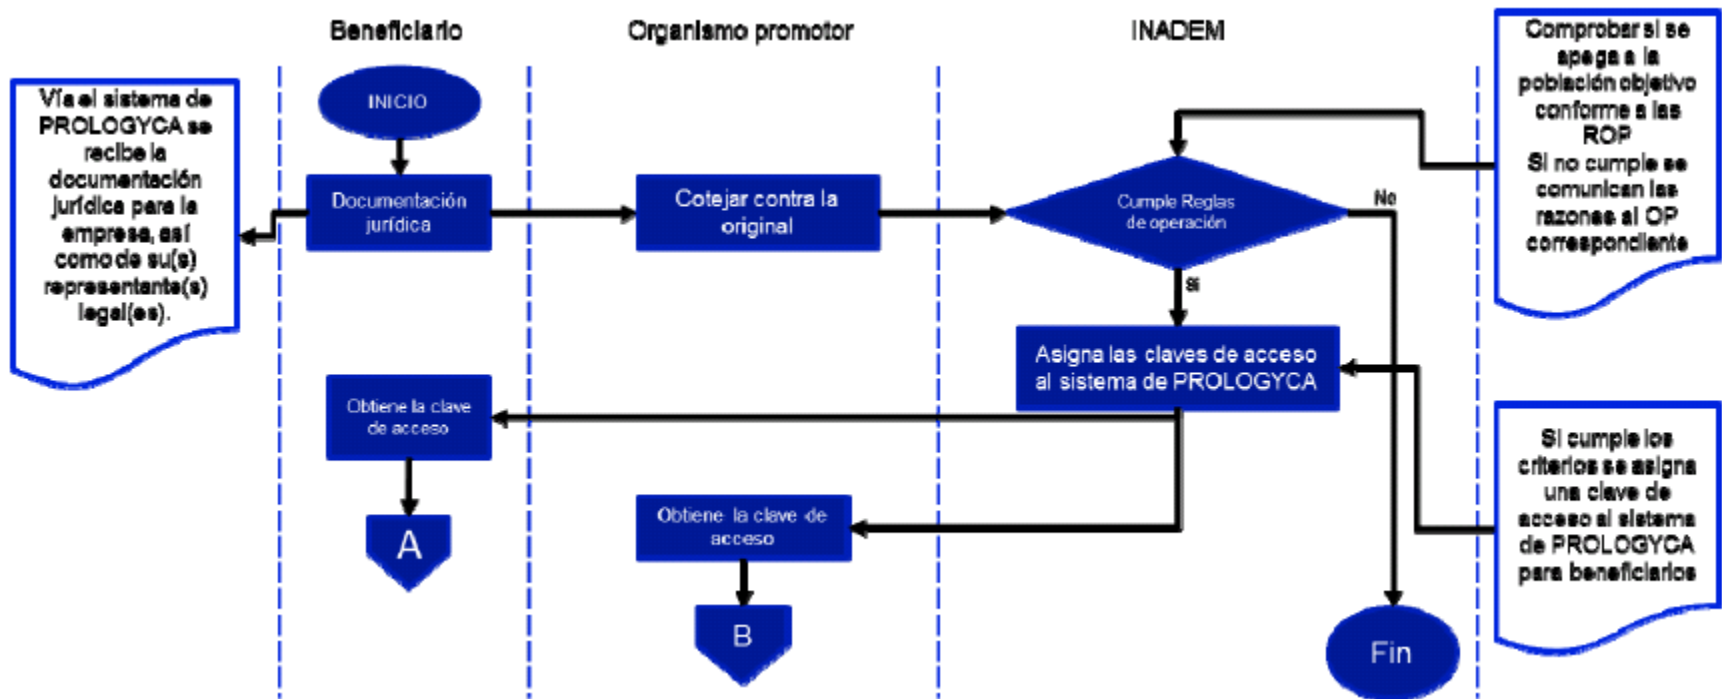 Beneficiario
Organismo promotor
INADEM
Vía el sistema de
PROLOGYCA se
recibe la
documentación
jurídica para la
empresa, así
como de su(s)
representante(s)
legal(es).
INICIO
Documentación
jurídica
Cotejar contra la
original
Cumple Reglas
de operación
No
Si
Comprobar si se
apega a la
población objetivo
conforme a las
ROP
Si no cumple se
comunican las
razones al OP
correspondiente
Asigna las claves de acceso
al sistema de PROLOGYCA
Obtiene la clave
de acceso
A
Obtiene la clave de
acceso
B
Si cumple los
criterios se asigna
una clave de
acceso al sistema
de PROLOGYCA
para beneficiarios
Fin